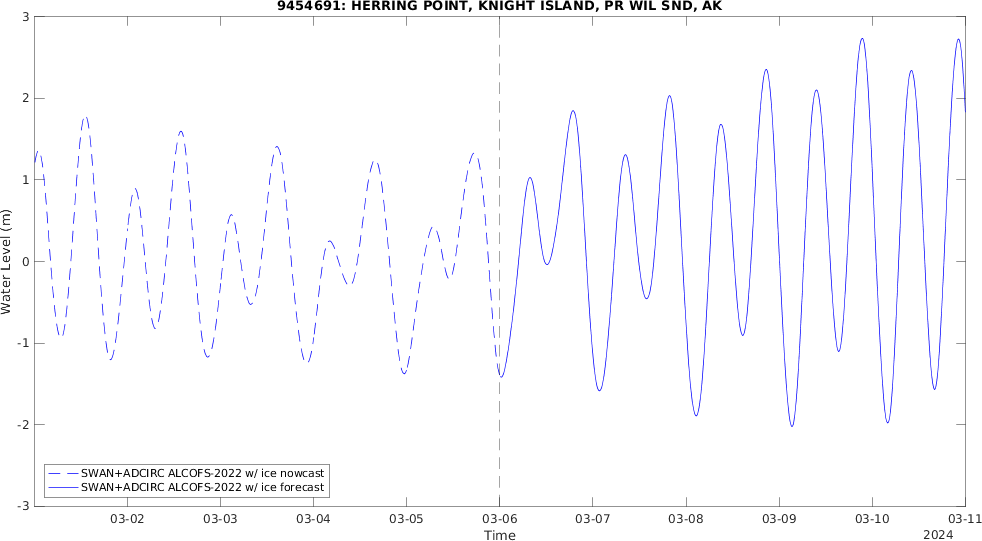 9454691: HERRING POINT, KNIGHT ISLAND, PR WIL SND, AK
3
2
1
0
-1
-2
-3
Water Level (m)
SWAN+ADCIRC ALCOFS-2022 w/ ice nowcast
SWAN+ADCIRC ALCOFS-2022 w/ ice forecast
03-02 03-03 03-04 03-05 03-06 03-07 03-08 03-09 03-10 03-11
Time
2024